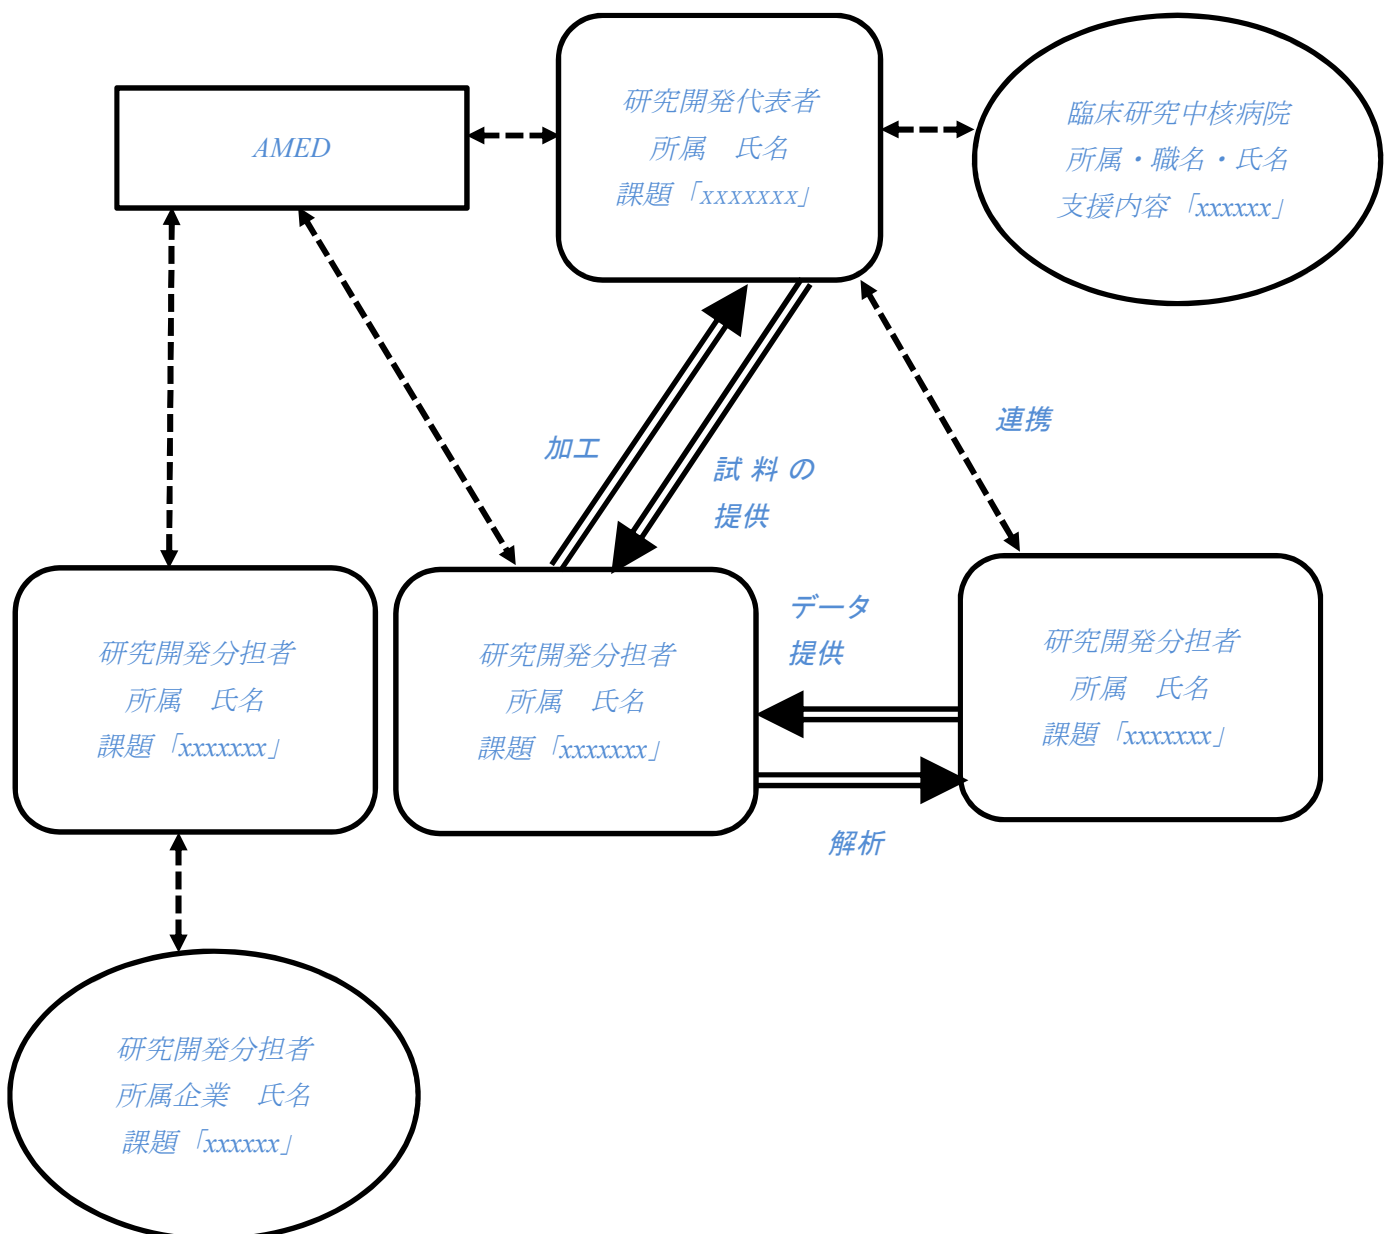 AMED
研究開発代表者
所属　氏名
課題「xxxxxxx」
臨床研究中核病院
所属・職名・氏名
支援内容「xxxxxx」
加工
試料の
提供
連携
研究開発分担者
所属　氏名
課題「xxxxxxx」
研究開発分担者
所属　氏名
課題「xxxxxxx」
データ
提供
解析
研究開発分担者
所属　氏名
課題「xxxxxxx」
研究開発分担者
所属企業　氏名
課題「xxxxxx」